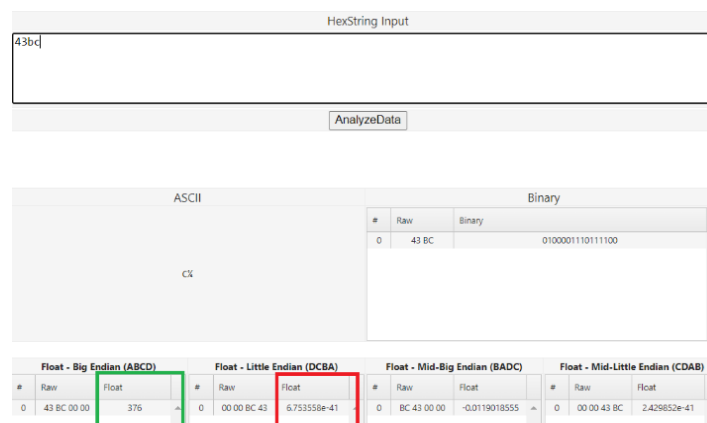 HexString Input
43bc
AnalyzeData
ASCII Binary
# Raw Binary
0 43 BC 0100001110111100
c¼
Float - Big Endian (ABCD) Float - Little Endian (DCBA) Float - Mid-Big Endian (BADC) Float - Mid-Little Endian (CDAB)
# Raw Float # Raw Float # Raw Float # Raw Float
0 43 BC 00 00 376 0 00 00 BC 43 6.753558e-41 0 BC 43 00 00 -0.0119018555 0 00 00 43 BC 2.429852e-41